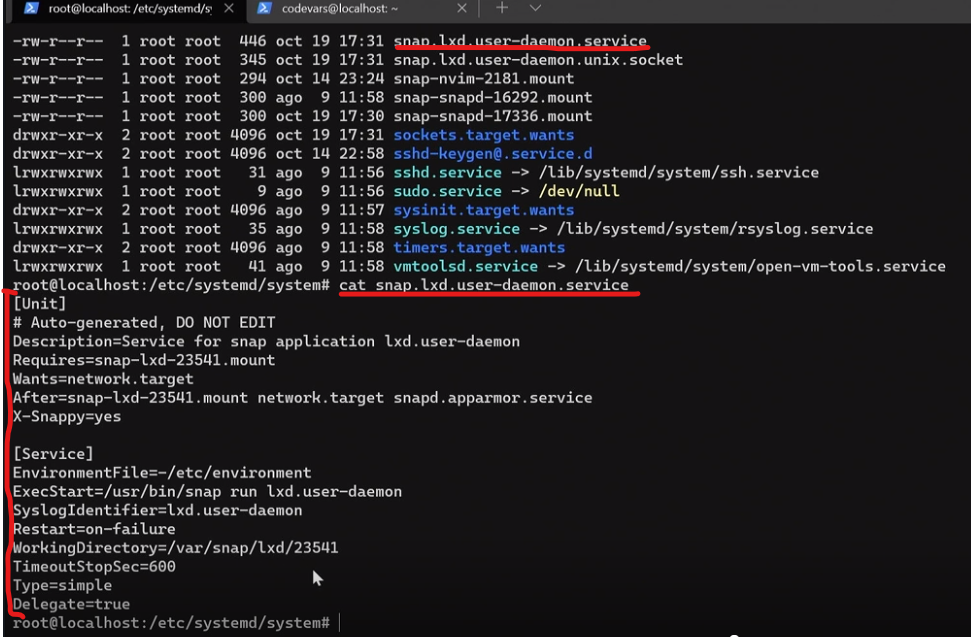 root@localhost: /etc/systemd/sy
codevars@localhost: ~
-rw-r--r-- 1 root root 446 oct 19 17:31 snap.lxd.user-daemon.service
-rw-r--r-- 1 root root 345 oct 19 17:31 snap.lxd.user-daemon.unix.socket
-rw-r--r-- 1 root root 294 oct 14 23:24 snap-nvim-2181.mount
-rw-r--r-- 1 root root 300 ago 9 11:58 snap-snapd-16292.mount
-rw-r--r-- 1 root root 300 oct 19 17:30 snap-snapd-17336.mount
drwxr-xr-x 2 root root 4096 oct 19 17:31 sockets.target.wants
drwxr-xr-x 2 root root 4096 oct 14 22:58 sshd-keygen@.service.d
lrwxrwxrwx 1 root root 31 ago 9 11:56 sshd.service -> /lib/systemd/system/ssh.service
lrwxrwxrwx 1 root root 9 ago 9 11:56 sudo.service -> /dev/null
drwxr-xr-x 2 root root 4096 ago 9 11:57 sysinit.target.wants
lrwxrwxrwx 1 root root 35 ago 9 11:58 syslog.service -> /lib/systemd/system/rsyslog.service
drwxr-xr-x 2 root root 4096 ago 9 11:58 timers.target.wants
lrwxrwxrwx 1 root root 41 ago 9 11:58 vmtoolsd.service -> /lib/systemd/system/open-vm-tools.service
root@localhost:/etc/systemd/system# cat snap.lxd.user-daemon.service
[Unit]
# Auto-generated, DO NOT EDIT
Description=Service for snap application lxd.user-daemon
Requires=snap-lxd-23541.mount
Wants=network.target
After=snap-lxd-23541.mount network.target snapd.apparmor.service
X-Snappy=yes
[Service]
EnvironmentFile=-/etc/environment
ExecStart=/usr/bin/snap run lxd.user-daemon
SyslogIdentifier=lxd.user-daemon
Restart=on-failure
WorkingDirectory=/var/snap/lxd/23541
TimeoutStopSec=600
Type=simple
Delegate=true
root@localhost:/etc/systemd/system#